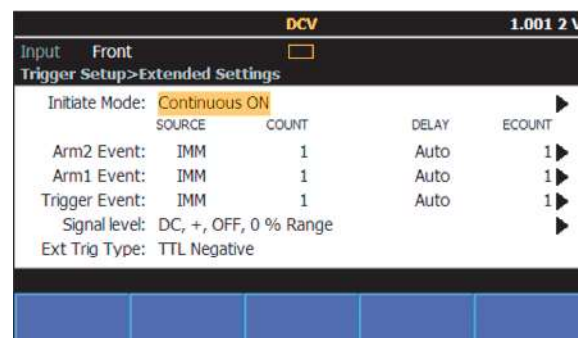 DCV 1.001 2 V
Input Front
Trigger Setup>Extended Settings
Initiate Mode: Continuous ON
SOURCE COUNT DELAY ECOUNT
Arm2 Event: IMM 1 Auto 1
Arm1 Event: IMM 1 Auto 1
Trigger Event: IMM 1 Auto 1
Signal level: DC, +, OFF, 0 % Range
Ext Trig Type: TTL Negative